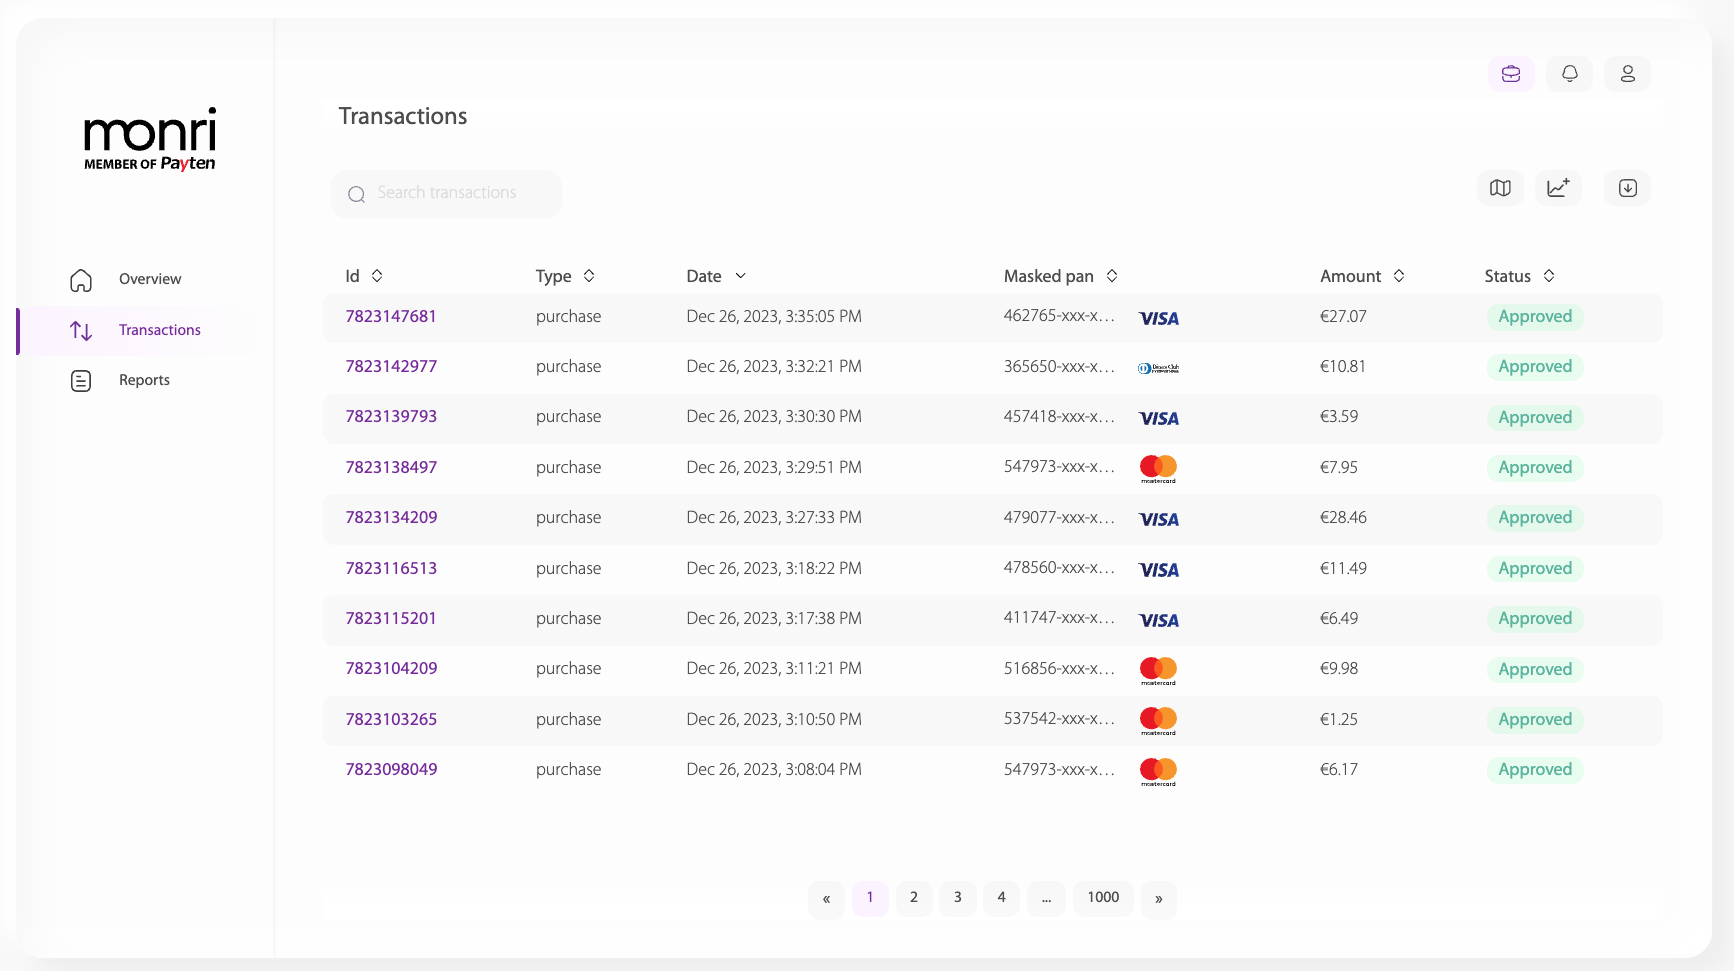 monri
MEMBER OF Payten
Transactions
Search transactions
Overview
Transactions
Reports
Id Type Date Masked pan Amount Status
7823147681 purchase Dec 26, 2023, 3:35:05 PM 462765-xxx-x... VISA €27.07 Approved
7823142977 purchase Dec 26, 2023, 3:32:21 PM 365650-xxx-x... Diners Club €10.81 Approved
7823139793 purchase Dec 26, 2023, 3:30:30 PM 457418-xxx-x... VISA €3.59 Approved
7823138497 purchase Dec 26, 2023, 3:29:51 PM 547973-xxx-x... mastercard €7.95 Approved
7823134209 purchase Dec 26, 2023, 3:27:33 PM 479077-xxx-x... VISA €28.46 Approved
7823116513 purchase Dec 26, 2023, 3:18:22 PM 478560-xxx-x... VISA €11.49 Approved
7823115201 purchase Dec 26, 2023, 3:17:38 PM 411747-xxx-x... VISA €6.49 Approved
7823104209 purchase Dec 26, 2023, 3:11:21 PM 516856-xxx-x... mastercard €9.98 Approved
7823103265 purchase Dec 26, 2023, 3:10:50 PM 537542-xxx-x... mastercard €1.25 Approved
7823098049 purchase Dec 26, 2023, 3:08:04 PM 547973-xxx-x... mastercard €6.17 Approved
« 1 2 3 4 ... 1000 »